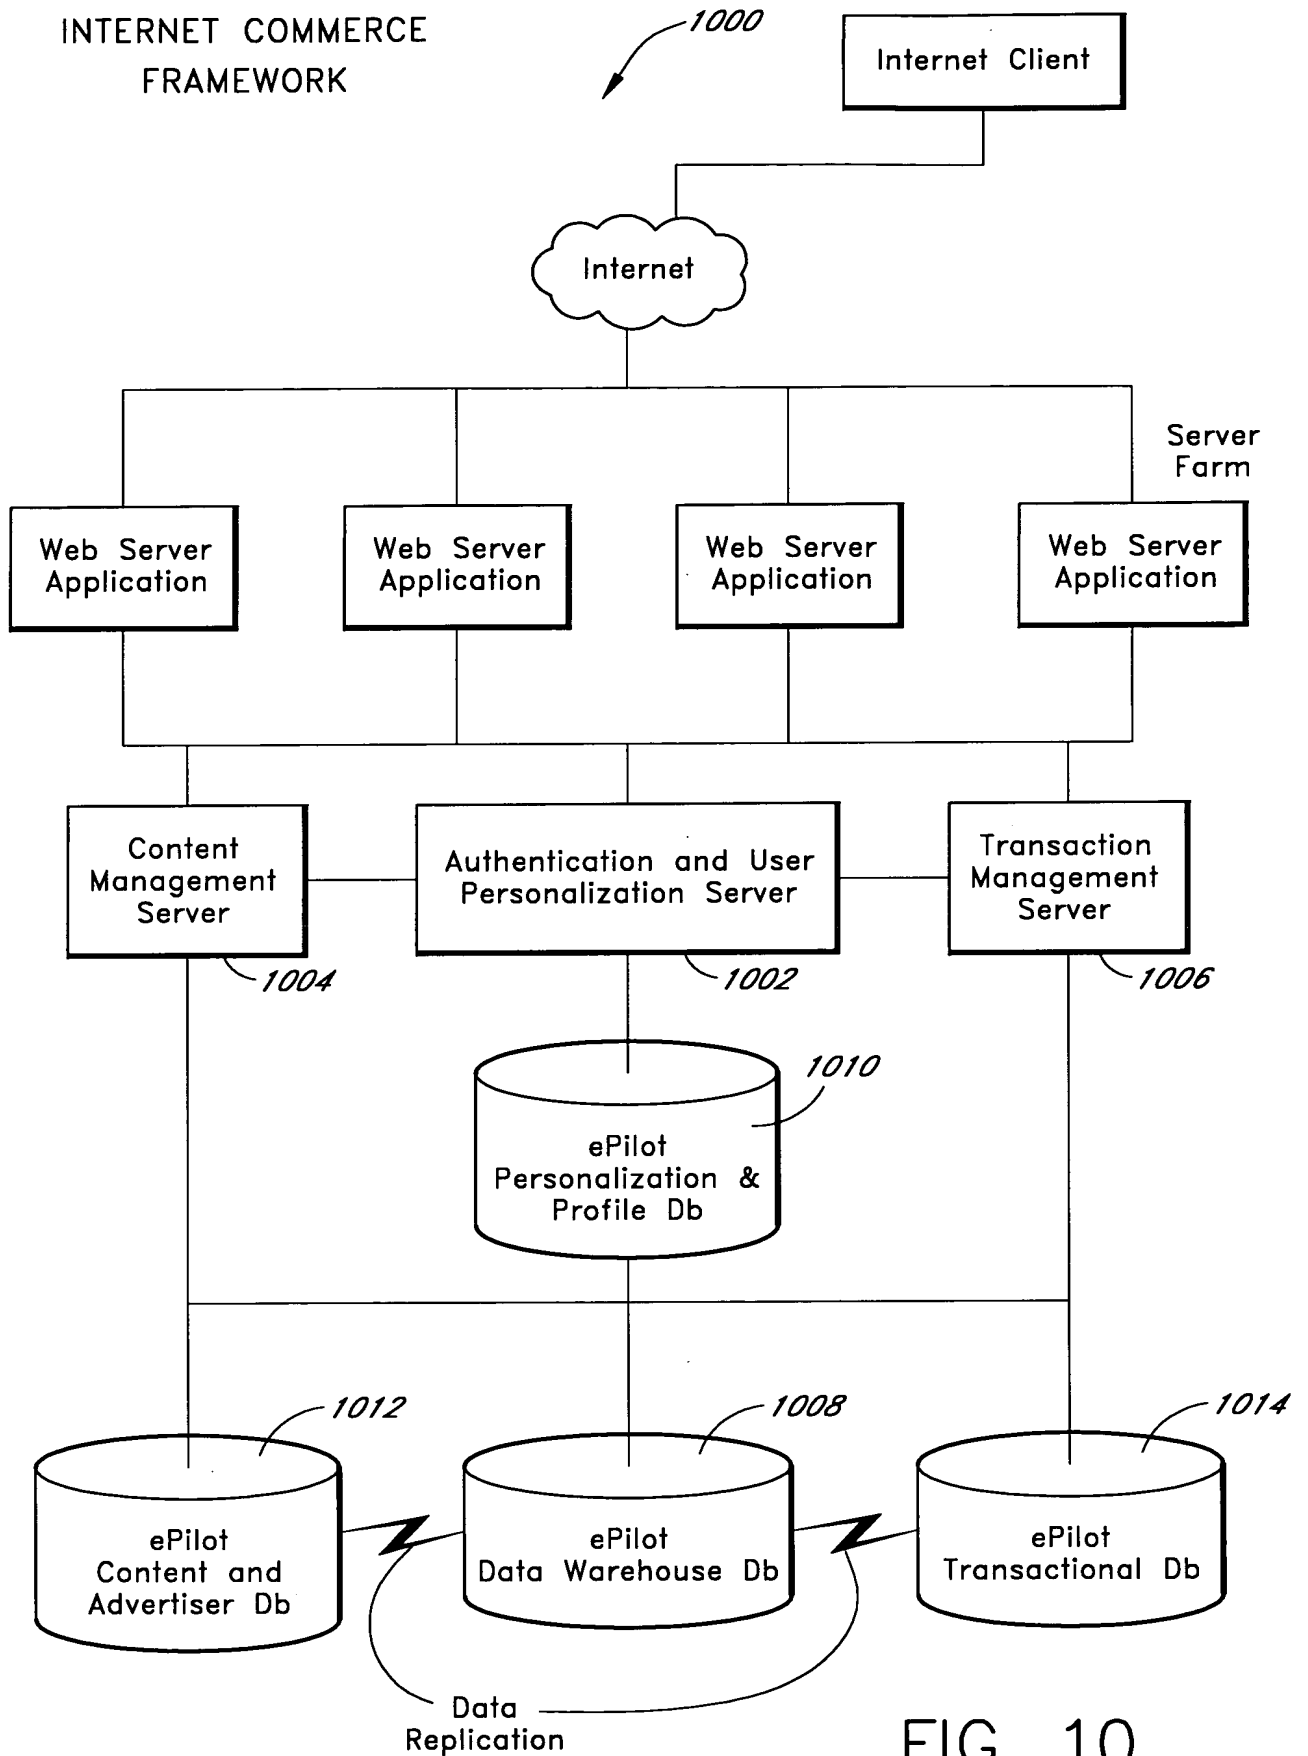 INTERNET COMMERCE
FRAMEWORK
1000
Internet Client
Internet
Server
Farm
Web Server
Application
Web Server
Application
Web Server
Application
Web Server
Application
Content
Management
Server
Authentication and User
Personalization Server
Transaction
Management
Server
1004
1002
1006
1010
ePilot
Personalization &
Profile Db
1012
1008
1014
ePilot
Content and
Advertiser Db
ePilot
Data Warehouse Db
ePilot
Transactional Db
Data
Replication
FIG. 10